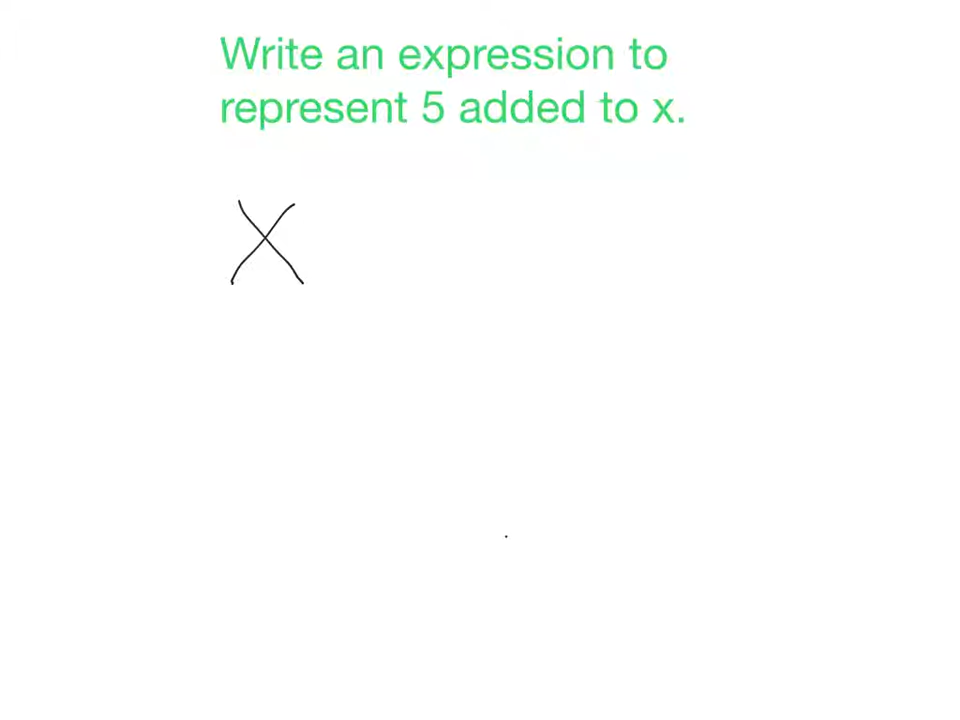 Write an expression to
represent 5 added to x.
x